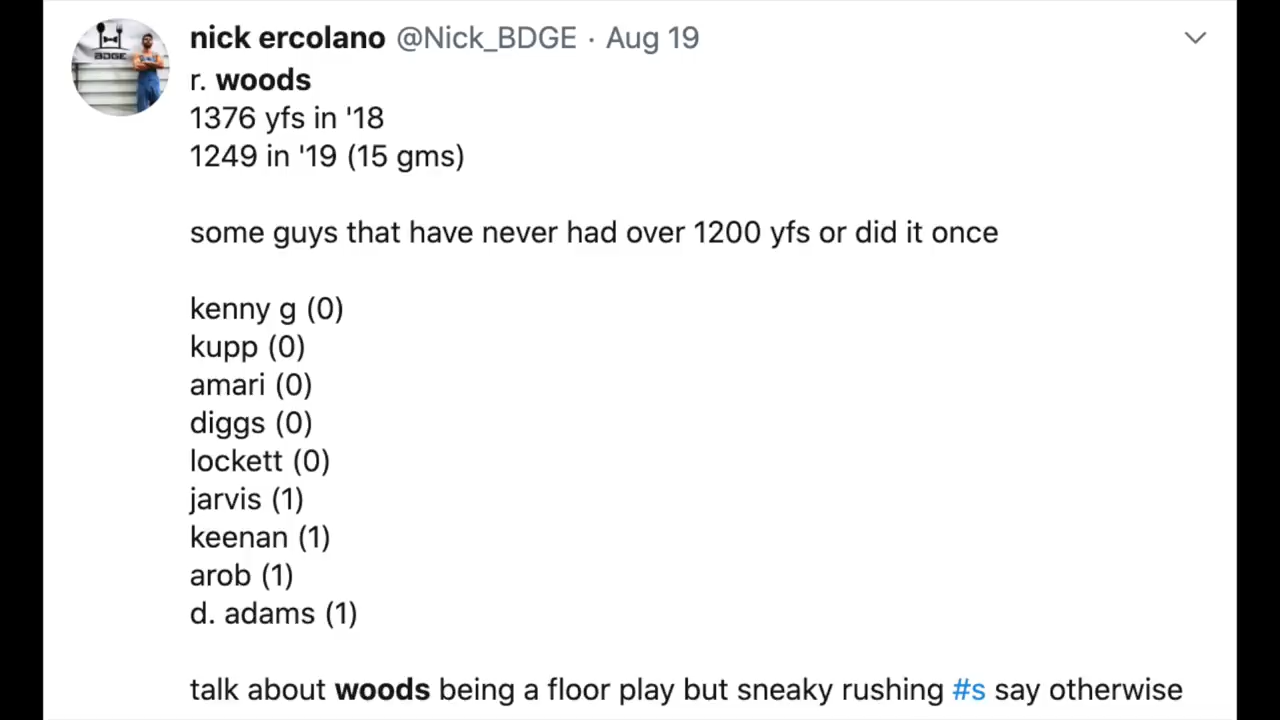 nick ercolano @Nick_BDGE · Aug 19
BDGE
r. woods
1376 yfs in '18
1249 in '19 (15 gms)
some guys that have never had over 1200 yfs or did it once
kenny g (0)
kupp (0)
amari (0)
diggs (0)
lockett (0)
jarvis (1)
keenan (1)
arob (1)
d. adams (1)
talk about woods being a floor play but sneaky rushing #s say otherwise